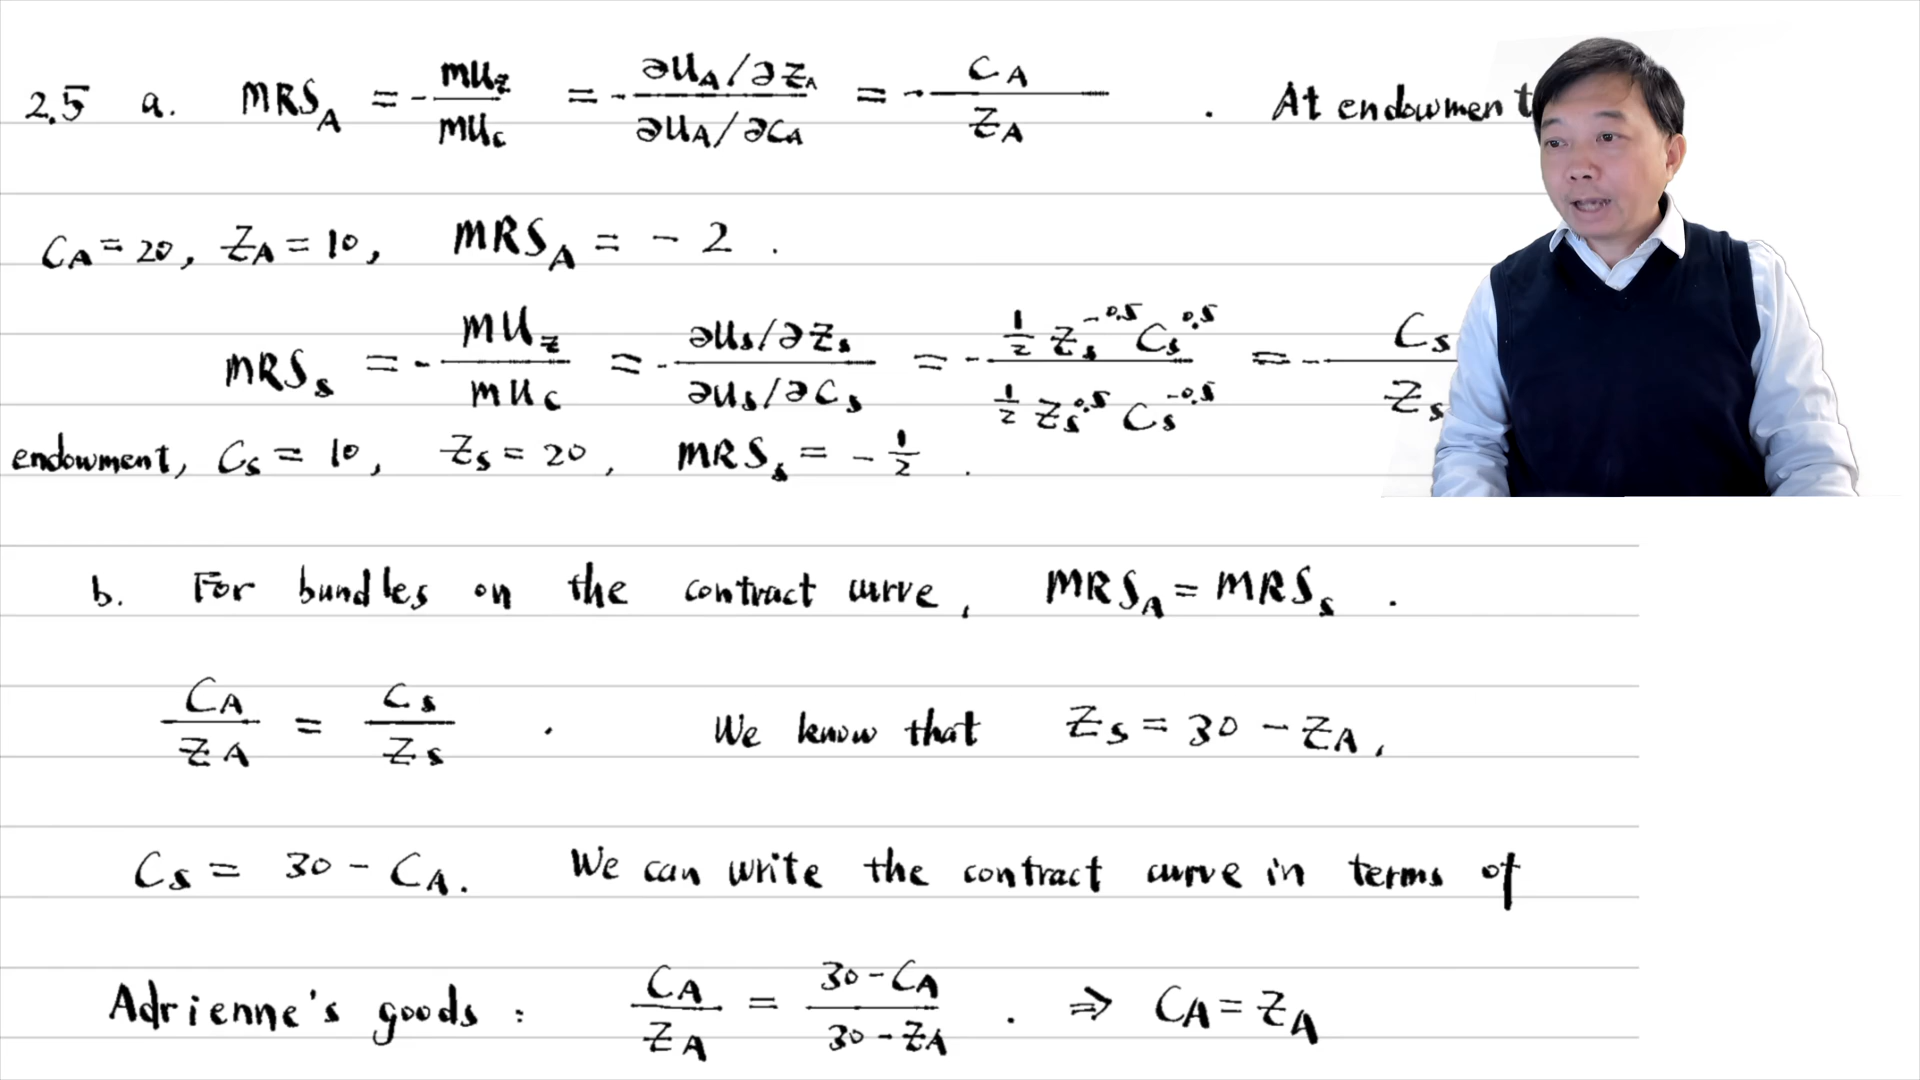 2.5 a. MRS_A = -MU_Z/MU_C = -∂U_A/∂Z_A / ∂U_A/∂C_A = -C_A/Z_A . At endowment
C_A = 20, Z_A = 10, MRS_A = -2 .
MRS_s = -MU_Z/MU_C = -∂U_s/∂Z_s / ∂U_s/∂C_s = -½ Z_s^-0.5 C_s^0.5 / ½ Z_s^0.5 C_s^-0.5 = -C_s/Z_s
endowment, C_s = 10, Z_s = 20, MRS_s = -½ .
b. For bundles on the contract curve, MRS_A = MRS_s .
C_A/Z_A = C_s/Z_s . We know that Z_s = 30 - Z_A,
C_s = 30 - C_A. We can write the contract curve in terms of
Adrienne's goods : C_A/Z_A = 30-C_A/30-Z_A . ⇒ C_A = Z_A